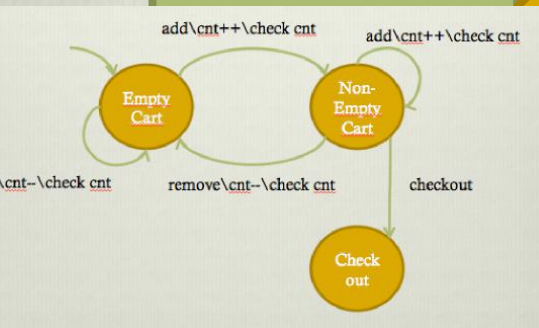 add\cnt++\check cnt
add\cnt++\check cnt
Empty
Cart
Non-
Empty
Cart
\cnt--\check cnt
remove\cnt--\check cnt
checkout
Check
out